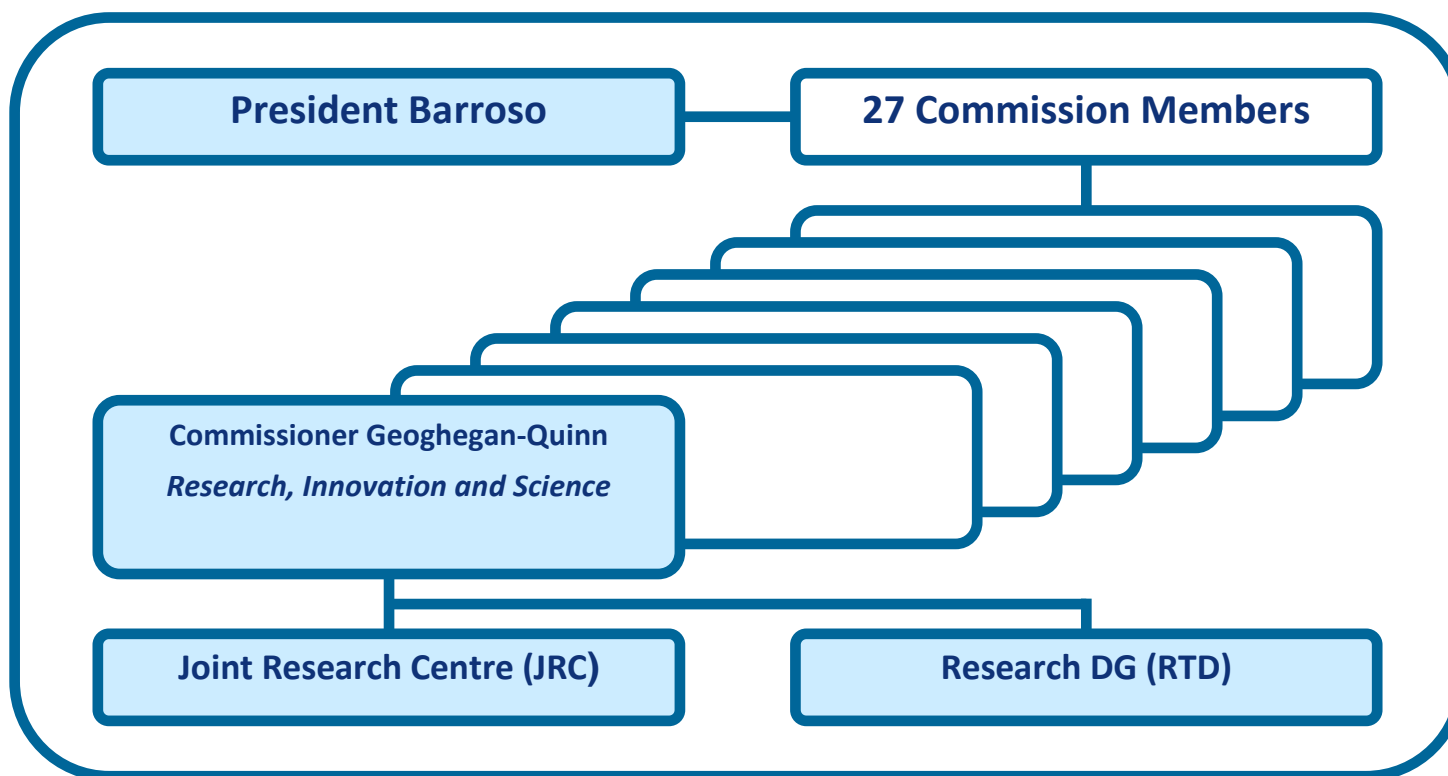 President Barroso
27 Commission Members
Commissioner Geoghegan-Quinn
Research, Innovation and Science
Joint Research Centre (JRC)
Research DG (RTD)